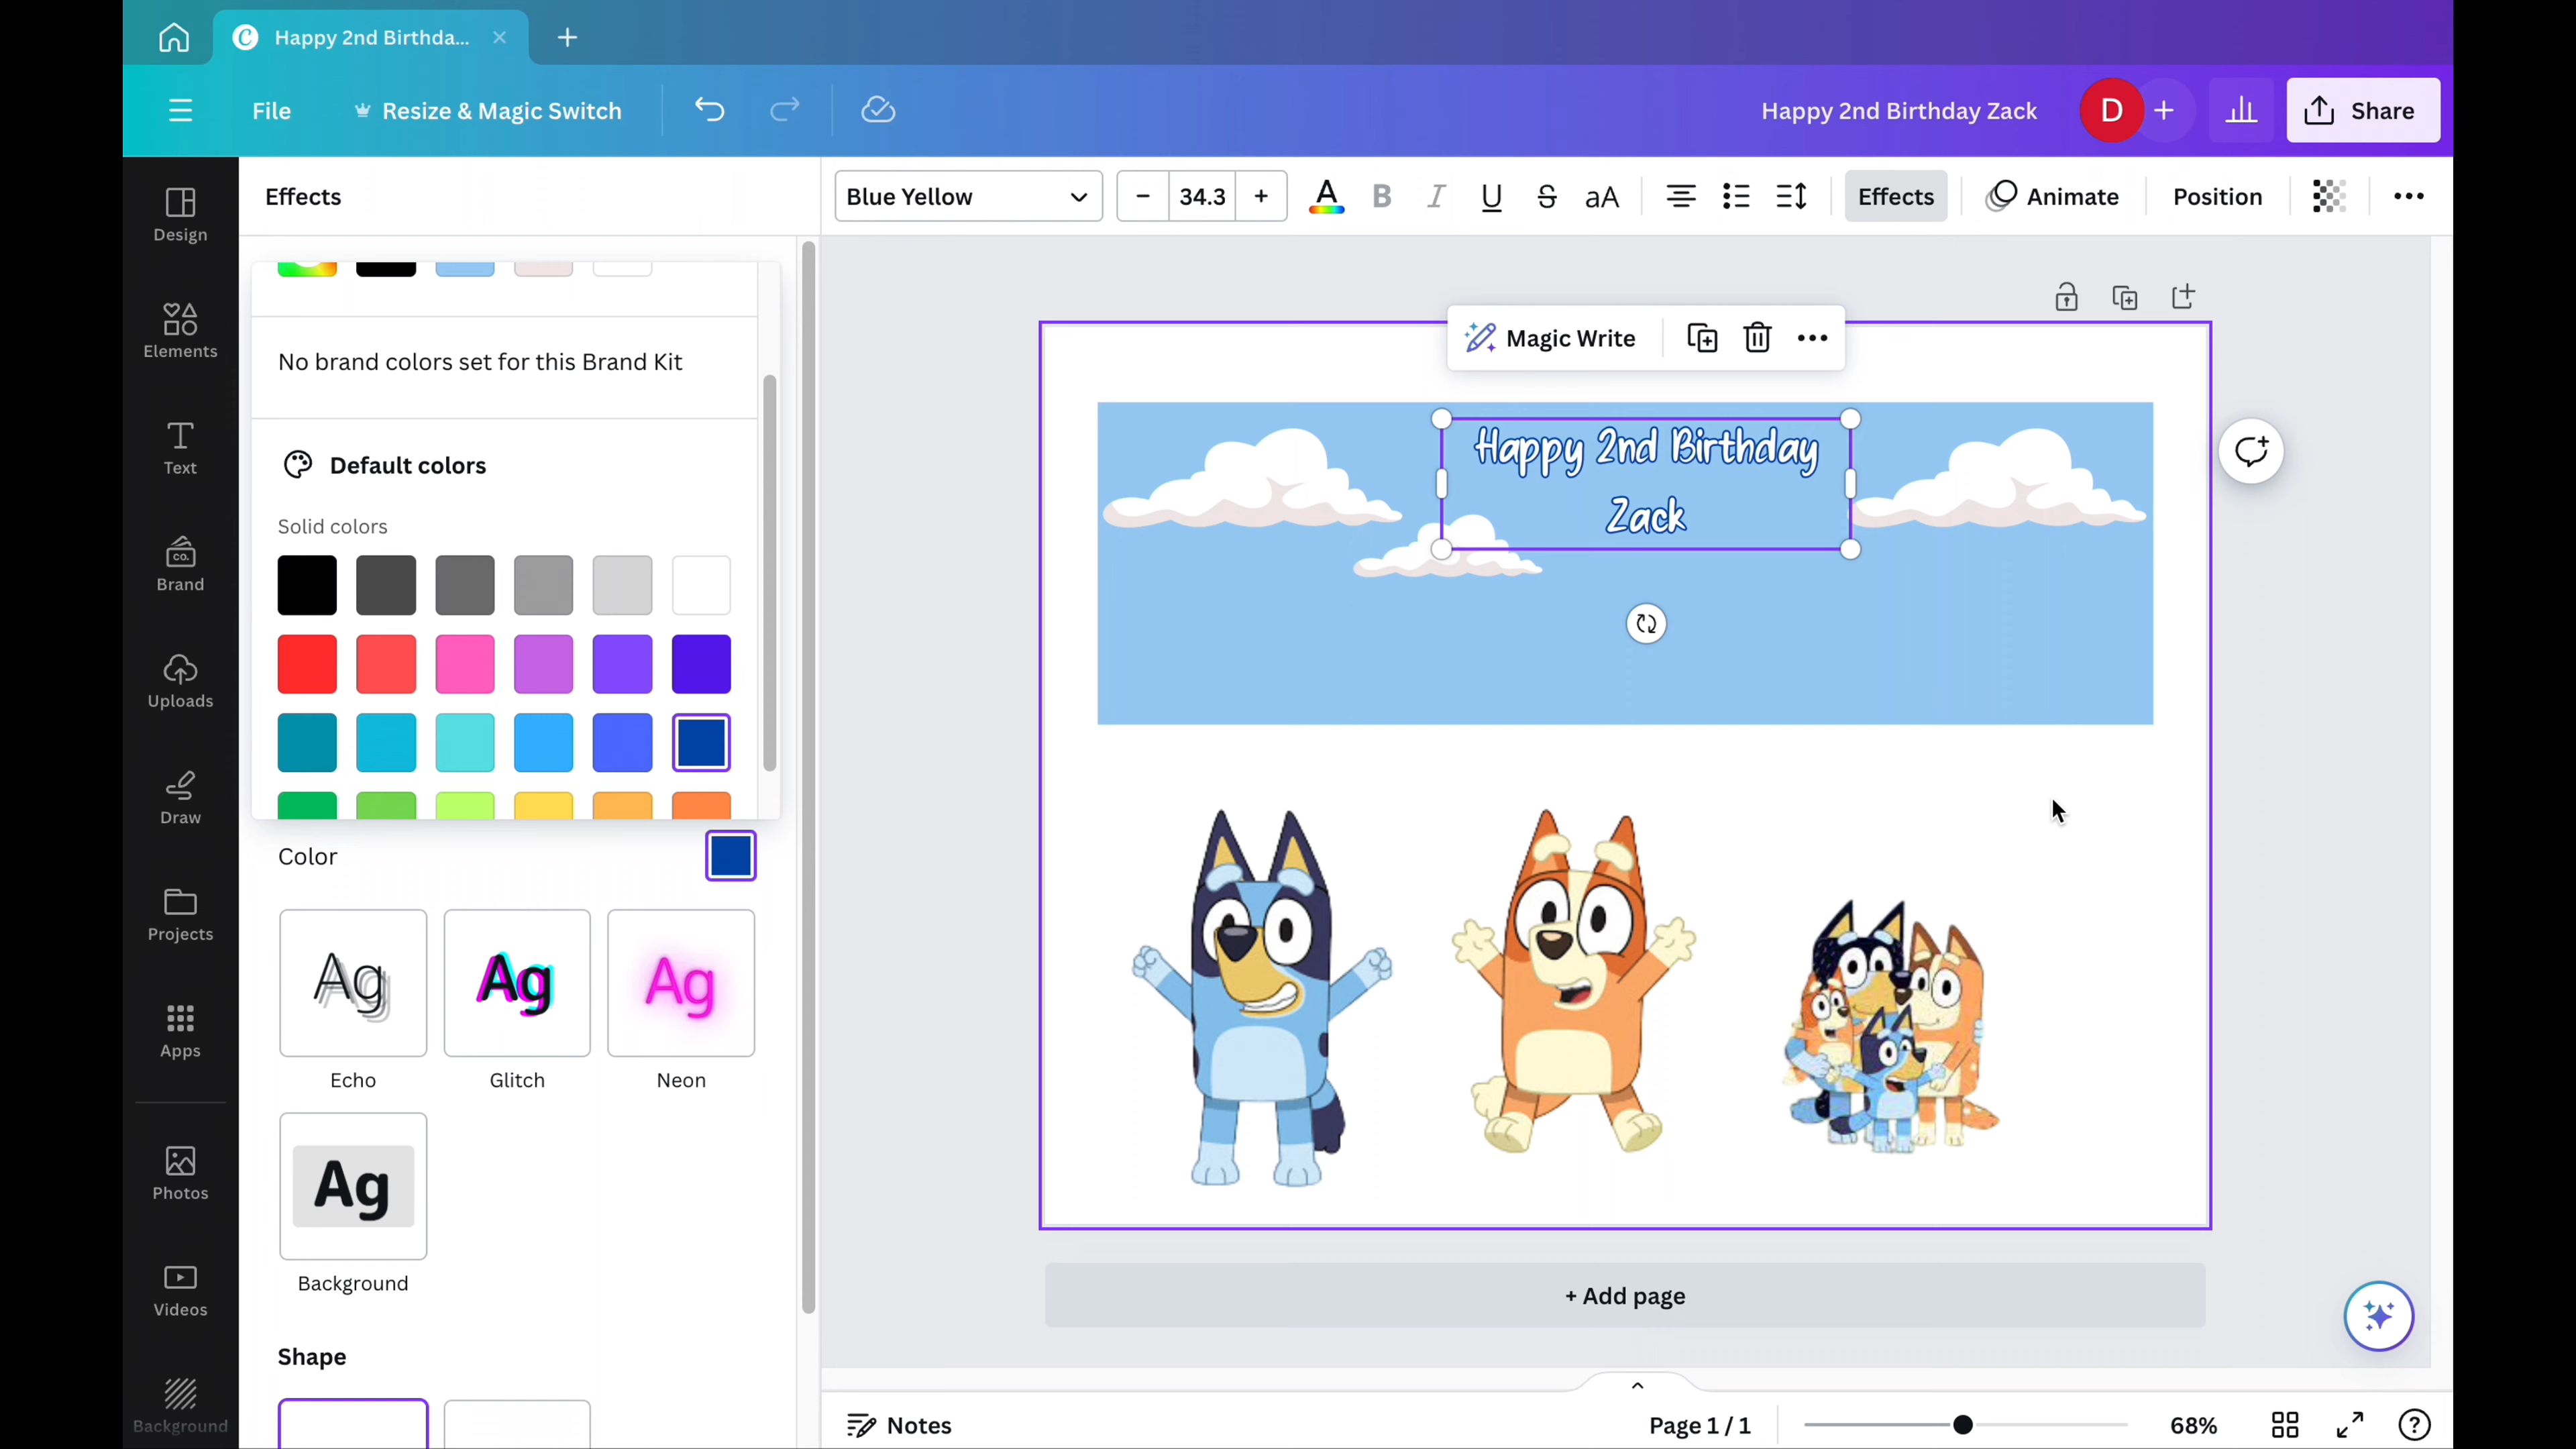 Happy 2nd Birthda...
File
Resize & Magic Switch
Happy 2nd Birthday Zack
D
Share
Effects
Blue Yellow
34.3
A
B
I
U
S
aA
Effects
Animate
Position
Design
Elements
Text
Brand
CO.
Uploads
Draw
Projects
Apps
Photos
Videos
Background
No brand colors set for this Brand Kit
Default colors
Solid colors
Color
Ag
Ag
Ag
Echo
Glitch
Neon
Ag
Background
Shape
Magic Write
Happy 2nd Birthday
Zack
+ Add page
Notes
Page 1 / 1
68%